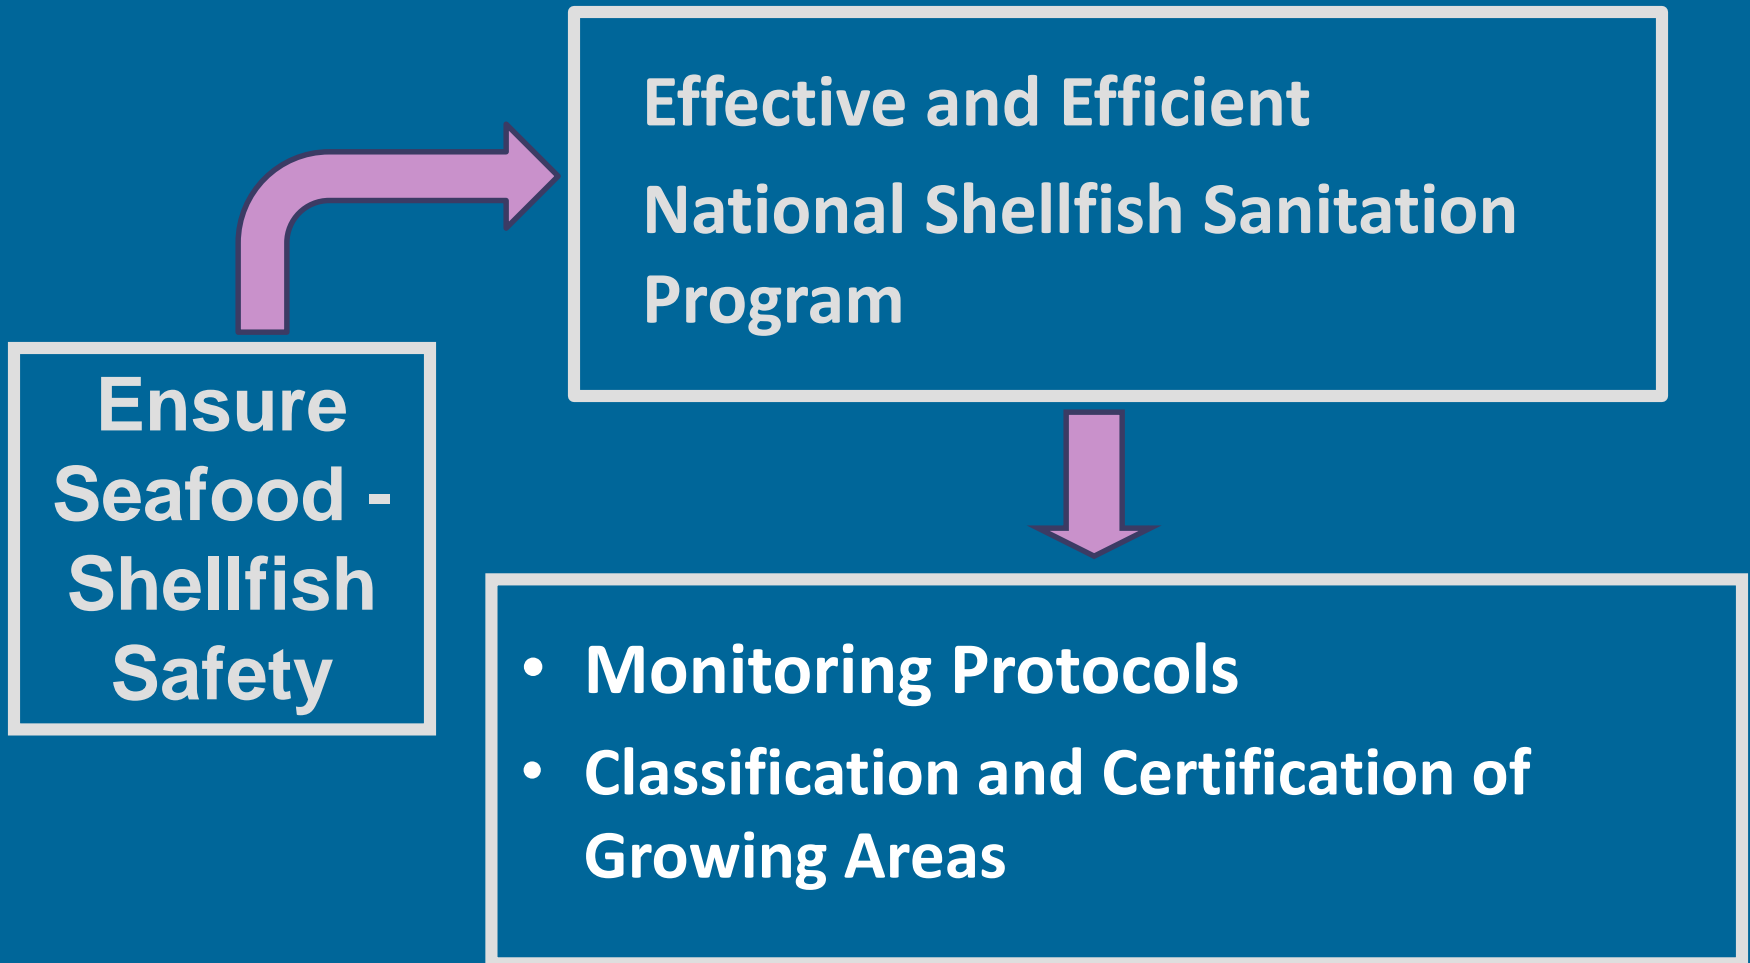 Effective and Efficient
National Shellfish Sanitation
Program
Ensure
Seafood -
Shellfish
Safety
• Monitoring Protocols
• Classification and Certification of
Growing Areas